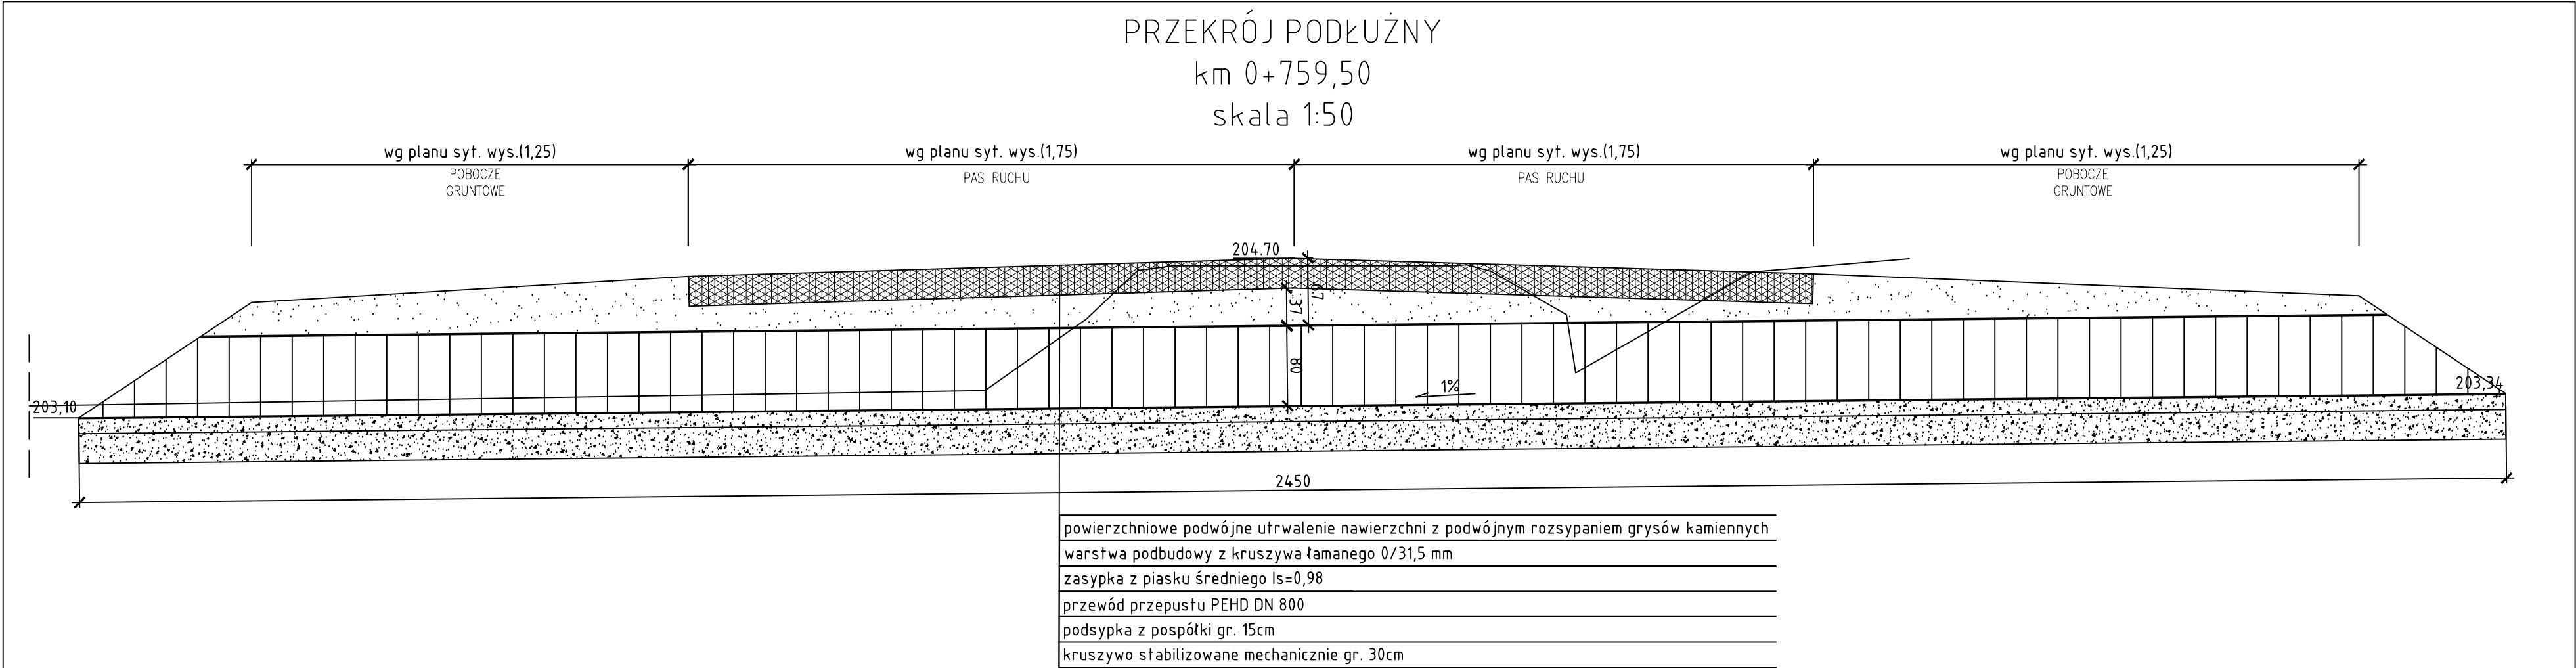 PRZEKRÓJ PODŁUŻNY
km 0+759,50
skala 1:50
wg planu syt. wys.(1,25)
wg planu syt. wys.(1,75)
wg planu syt. wys.(1,75)
wg planu syt. wys.(1,25)
POBOCZE
GRUNTOWE
PAS RUCHU
PAS RUCHU
POBOCZE
GRUNTOWE
204.70
67
37
80
1%
203,10
203,34
2450
powierzchniowe podwójne utrwalenie nawierzchni z podwójnym rozsypaniem grysów kamiennych
warstwa podbudowy z kruszywa łamanego 0/31,5 mm
zasypka z piasku średniego Is=0,98
przewód przepustu PEHD DN 800
podsypka z pospółki gr. 15cm
kruszywo stabilizowane mechanicznie gr. 30cm